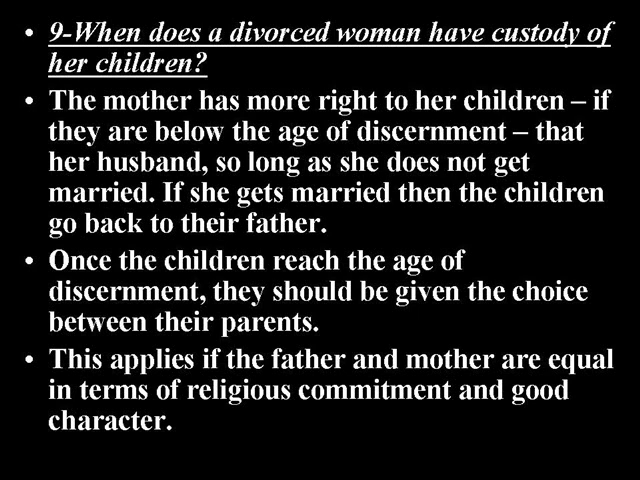 • 9-When does a divorced woman have custody of
her children?
• The mother has more right to her children – if
they are below the age of discernment – that
her husband, so long as she does not get
married. If she gets married then the children
go back to their father.
• Once the children reach the age of
discernment, they should be given the choice
between their parents.
• This applies if the father and mother are equal
in terms of religious commitment and good
character.